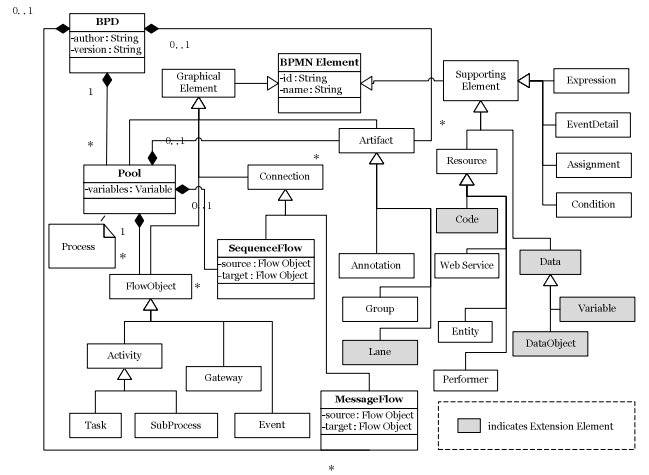 0..1
BPD
-author : String
-version : String
0..1
1
*
Graphical
Element
BPMN Element
-id : String
-name : String
Supporting
Element
Expression
EventDetail
Assignment
Condition
*
0..1
Artifact
Resource
Pool
-variables : Variable
*
Connection
0..1
Code
Process
1
*
SequenceFlow
-source : Flow Object
-target : Flow Object
Annotation
Web Service
Data
FlowObject
*
Group
Variable
Entity
DataObject
Lane
Activity
Gateway
Performer
MessageFlow
-source : Flow Object
-target : Flow Object
Task
SubProcess
Event
indicates Extension Element
*